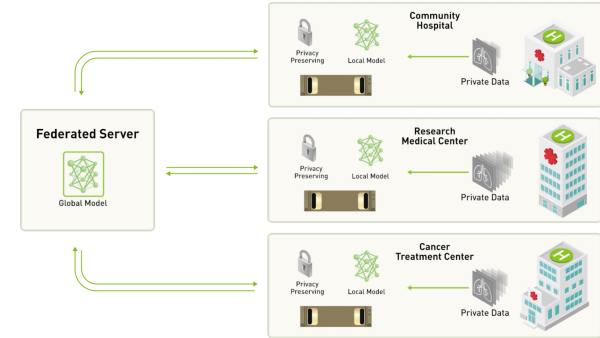 Community
Hospital
Privacy
Preserving
Local Model
Private Data
H
Federated Server
Global Model
Research
Medical Center
Privacy
Preserving
Local Model
Private Data
H
Cancer
Treatment Center
Privacy
Preserving
Local Model
Private Data
H